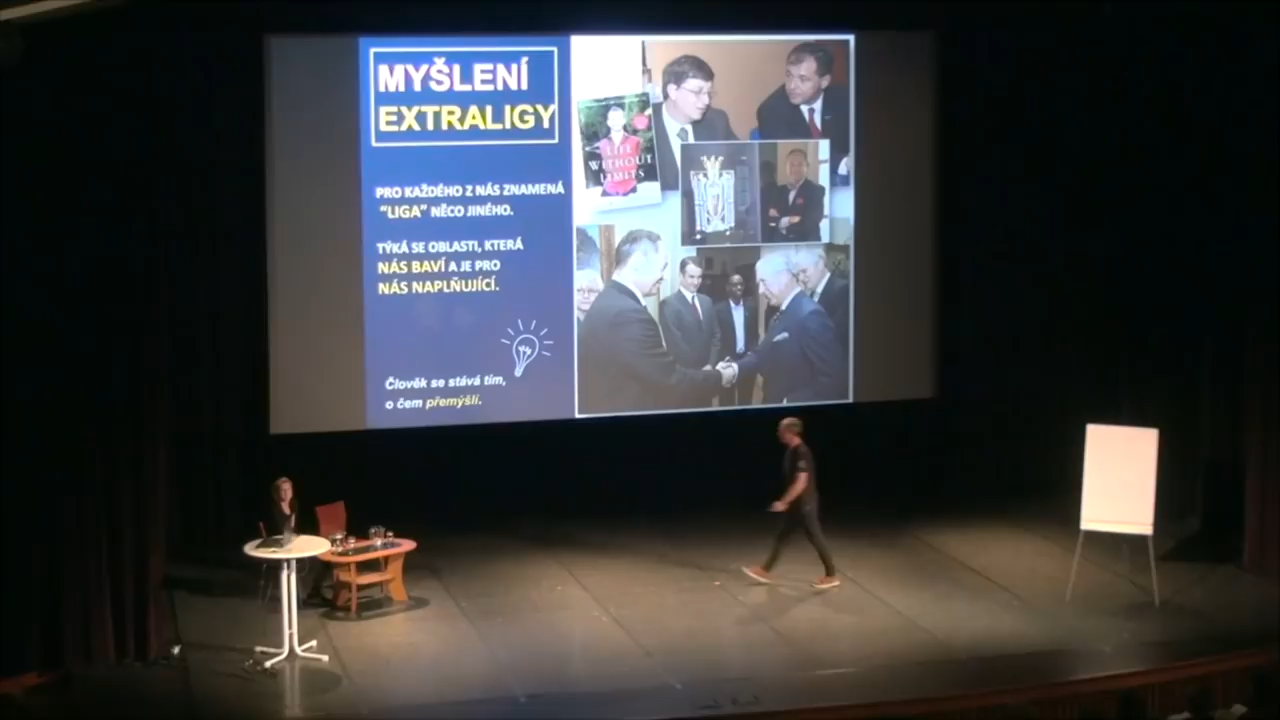 MYŠLENÍ
EXTRALIGY
PRO KAŽDÉHO Z NÁS ZNAMENÁ
"LIGA" NĚCO JINÉHO.
TÝKÁ SE OBLASTI, KTERÁ
NÁS BAVÍ A JE PRO
NÁS NAPLŇUJÍCÍ.
Člověk se stává tím,
o čem přemýšlí.
LIFE
WITHOUT
LIMITS